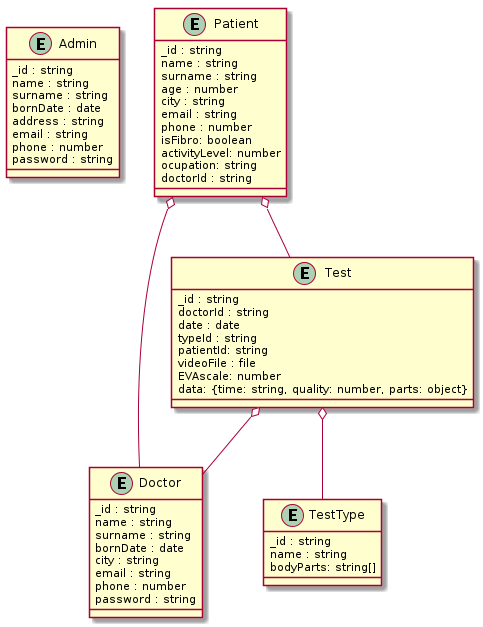 E Admin
_id : string
name : string
surname : string
bornDate : date
address : string
email : string
phone : number
password : string
E Patient
_id : string
name : string
surname : string
age : number
city : string
email : string
phone : number
isFibro: boolean
activityLevel: number
ocupation: string
doctorId : string
E Test
_id : string
doctorId : string
date : date
typeId : string
patientId: string
videoFile : file
EVAscale: number
data: {time: string, quality: number, parts: object}
E Doctor
_id : string
name : string
surname : string
bornDate : date
city : string
email : string
phone : number
password : string
E TestType
_id : string
name : string
bodyParts: string[]